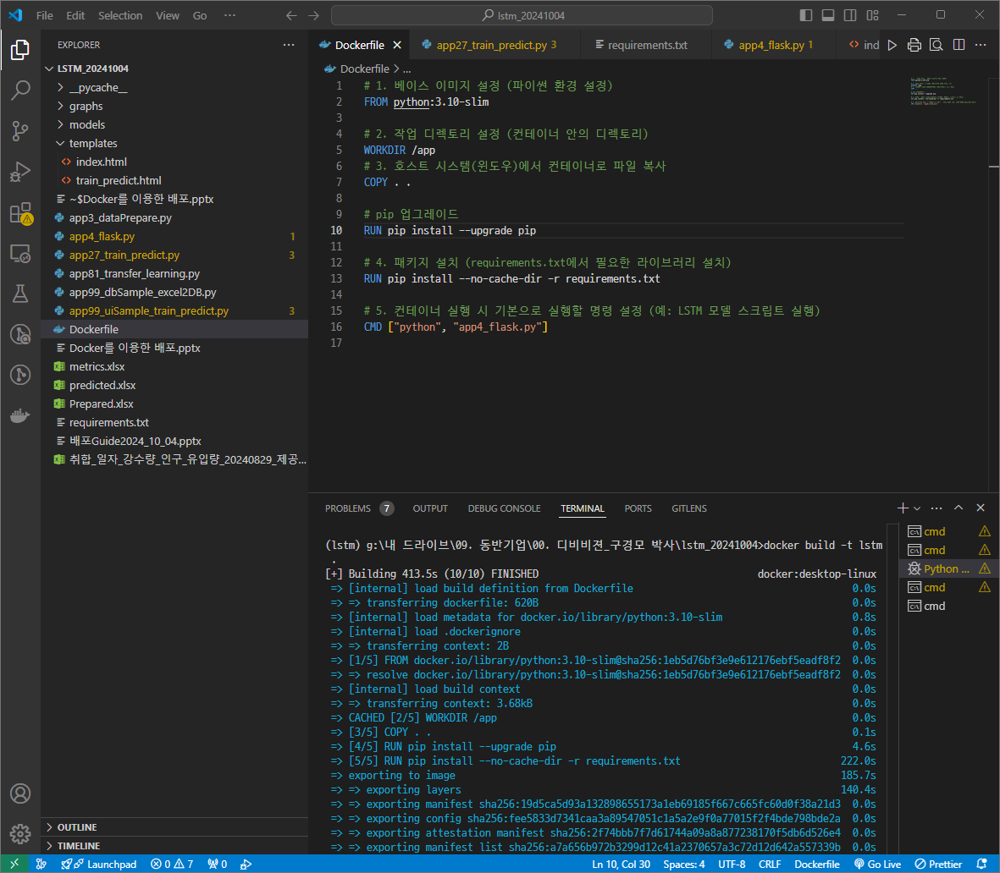 File Edit Selection View Go ··· lstm_20241004
EXPLORER
LSTM_20241004
__pycache__
graphs
models
templates
index.html
train_predict.html
~$Docker를 이용한 배포.pptx
app3_dataPrepare.py
app4_flask.py 1
app27_train_predict.py 3
app81_transfer_learning.py
app99_dbSample_excel2DB.py
app99_uiSample_train_predict.py 3
Dockerfile
Docker를 이용한 배포.pptx
metrics.xlsx
predicted.xlsx
Prepared.xlsx
requirements.txt
배포Guide2024_10_04.pptx
취합_일자_강수량_인구_유입량_20240829_제공...
OUTLINE
TIMELINE
Dockerfile app27_train_predict.py 3 requirements.txt app4_flask.py 1 ind
Dockerfile > ...
1 # 1. 베이스 이미지 설정 (파이썬 환경 설정)
2 FROM python:3.10-slim
3
4 # 2. 작업 디렉토리 설정 (컨테이너 안의 디렉토리)
5 WORKDIR /app
6 # 3. 호스트 시스템(윈도우)에서 컨테이너로 파일 복사
7 COPY . .
8
9 # pip 업그레이드
10 RUN pip install --upgrade pip
11
12 # 4. 패키지 설치 (requirements.txt에서 필요한 라이브러리 설치)
13 RUN pip install --no-cache-dir -r requirements.txt
14
15 # 5. 컨테이너 실행 시 기본으로 실행할 명령 설정 (예: LSTM 모델 스크립트 실행)
16 CMD ["python", "app4_flask.py"]
17
PROBLEMS 7 OUTPUT DEBUG CONSOLE TERMINAL PORTS GITLENS
(lstm) g:\내 드라이브\09. 동반기업\00. 디비비젼_구경모 박사\lstm_20241004>docker build -t lstm
.
[+] Building 413.5s (10/10) FINISHED docker:desktop-linux
=> [internal] load build definition from Dockerfile 0.0s
=> => transferring dockerfile: 620B 0.0s
=> [internal] load metadata for docker.io/library/python:3.10-slim 0.8s
=> [internal] load .dockerignore 0.0s
=> => transferring context: 2B 0.0s
=> [1/5] FROM docker.io/library/python:3.10-slim@sha256:1eb5d76bf3e9e612176ebf5eadf8f2 0.0s
=> => resolve docker.io/library/python:3.10-slim@sha256:1eb5d76bf3e9e612176ebf5eadf8f2 0.0s
=> [internal] load build context 0.0s
=> => transferring context: 3.68kB 0.0s
=> CACHED [2/5] WORKDIR /app 0.0s
=> [3/5] COPY . . 0.1s
=> [4/5] RUN pip install --upgrade pip 4.6s
=> [5/5] RUN pip install --no-cache-dir -r requirements.txt 222.0s
=> exporting to image 185.7s
=> => exporting layers 140.4s
=> => exporting manifest sha256:19d5ca5d93a132898655173a1eb69185f667c665fc60d0f38a21d3 0.0s
=> => exporting config sha256:fee5833d7341caa3a89547051c1a5a2e9f0a77015f2f4bde798bde2a 0.0s
=> => exporting attestation manifest sha256:2f74bbb7f7d61744a09a8a877238170f5db6d526e4 0.0s
=> => exporting manifest list sha256:a7a656b972b3299d12c41a2370657a3c72d12d642a557339b 0.0s
cmd
cmd
Python ...
cmd
cmd
Launchpad 0 7 0 Ln 10, Col 30 Spaces: 4 UTF-8 CRLF Dockerfile Go Live Prettier